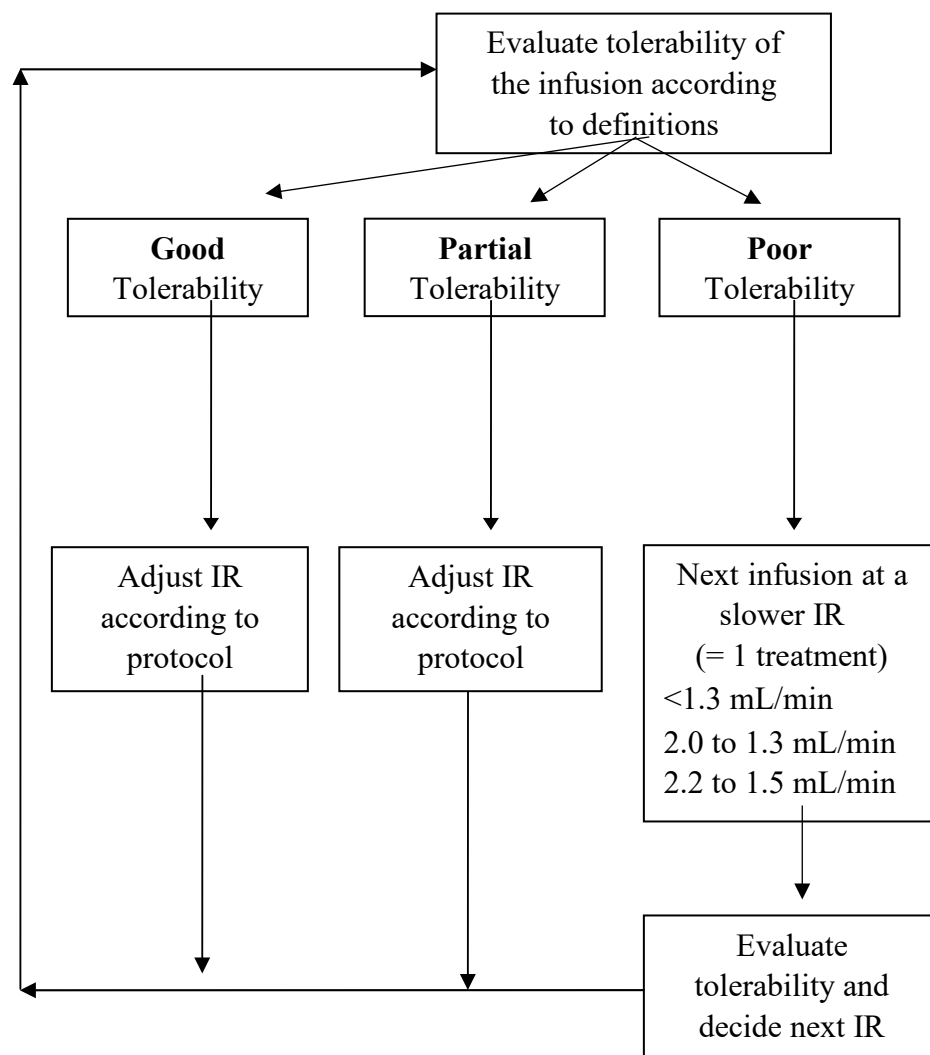 Evaluate tolerability of
the infusion according
to definitions
Good
Tolerability
Partial
Tolerability
Poor
Tolerability
Adjust IR
according to
protocol
Adjust IR
according to
protocol
Next infusion at a
slower IR
(= 1 treatment)
<1.3 mL/min
2.0 to 1.3 mL/min
2.2 to 1.5 mL/min
Evaluate
tolerability and
decide next IR